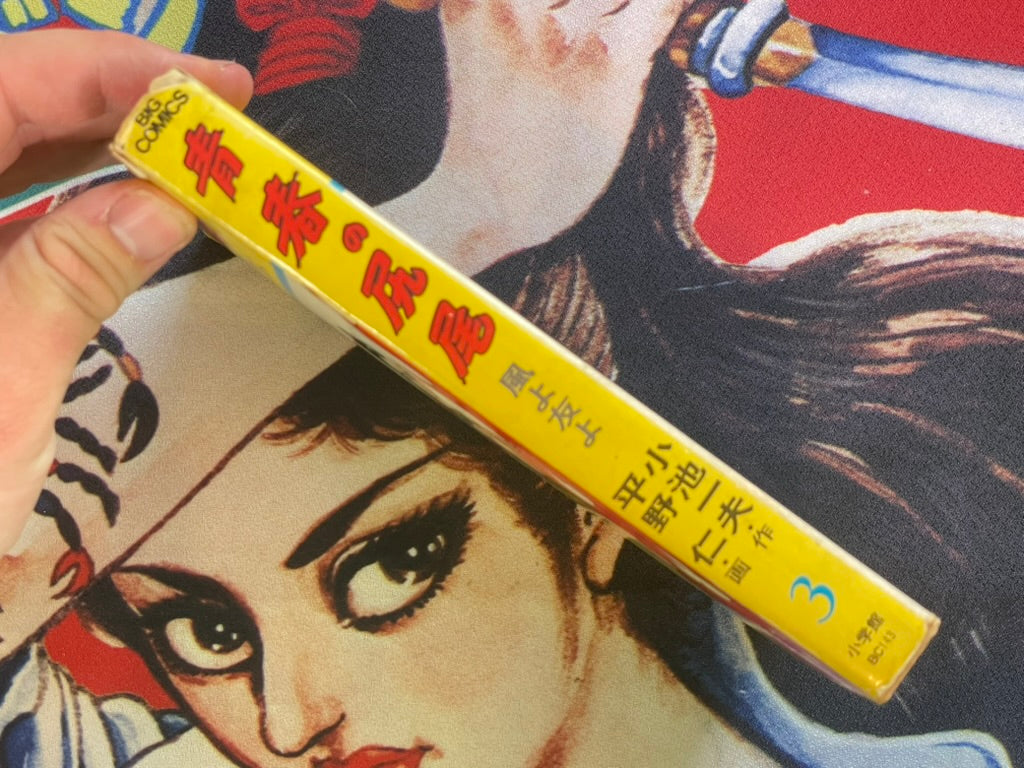 BIG
COMICS
青春の尻尾
風よ友よ
小池一夫・作
平野 仁・画
3
小学館
BC143